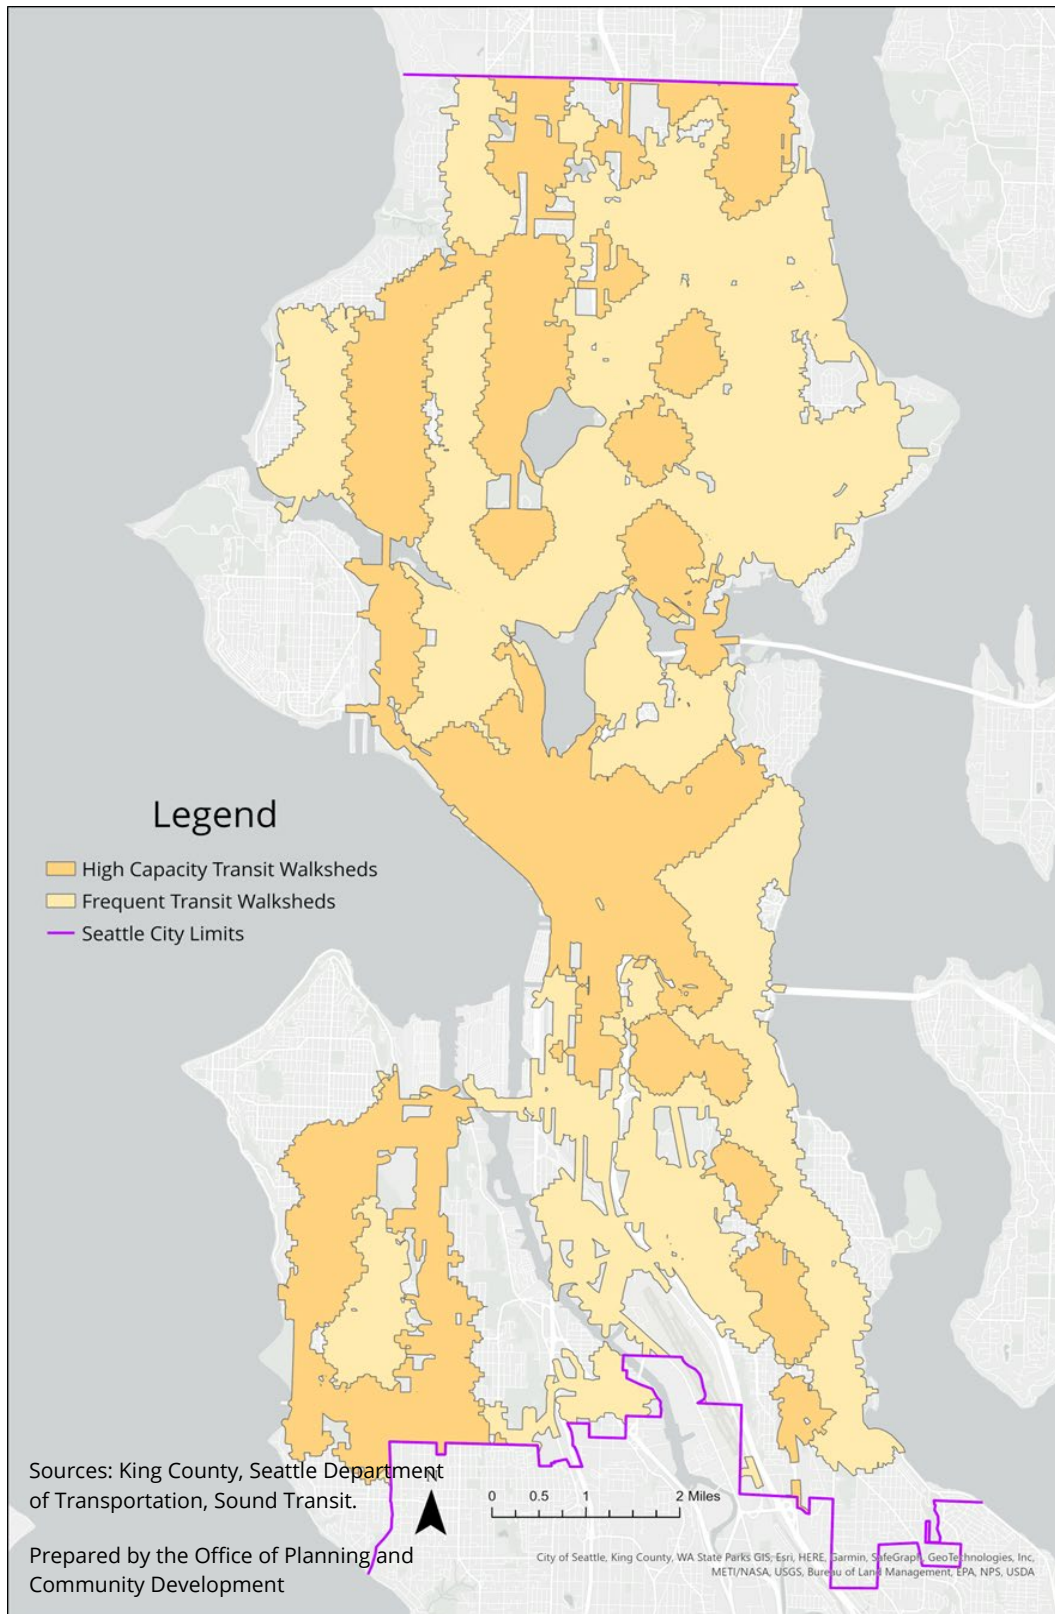 Legend
High Capacity Transit Walksheds
Frequent Transit Walksheds
Seattle City Limits
Sources: King County, Seattle Department
of Transportation, Sound Transit.
Prepared by the Office of Planning and
Community Development
N
0 0.5 1 2 Miles
City of Seattle, King County, WA State Parks GIS, Esri, HERE, Garmin, SafeGraph, GeoTechnologies, Inc,
METI/NASA, USGS, Bureau of Land Management, EPA, NPS, USDA